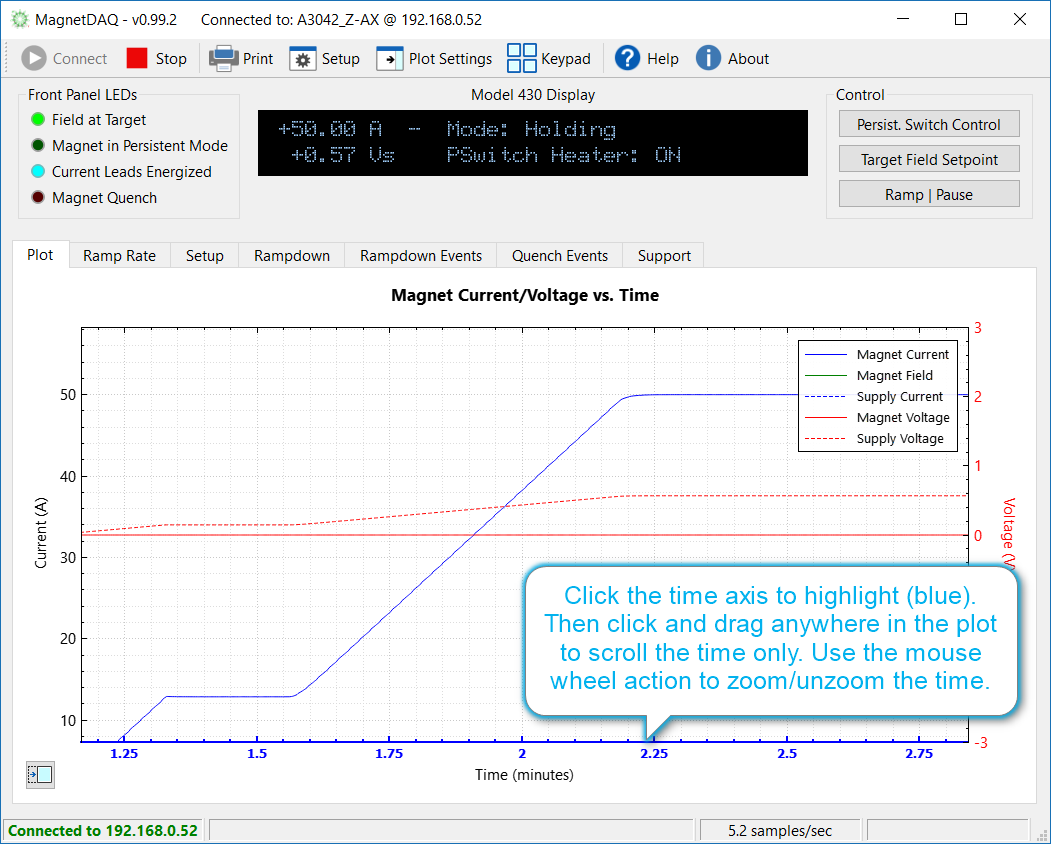 MagnetDAQ - v0.99.2 Connected to: A3042_Z-AX @ 192.168.0.52
Connect Stop Print Setup Plot Settings Keypad Help About
Front Panel LEDs
Field at Target
Magnet in Persistent Mode
Current Leads Energized
Magnet Quench
Model 430 Display
+50.00 A – Mode: Holding
+0.57 Vs PSwitch Heater: ON
Control
Persist. Switch Control
Target Field Setpoint
Ramp | Pause
Plot Ramp Rate Setup Rampdown Rampdown Events Quench Events Support
Magnet Current/Voltage vs. Time
Magnet Current
Magnet Field
Supply Current
Magnet Voltage
Supply Voltage
Current (A)
50
40
30
20
10
3
2
1
0
-3
Voltage (V
Click the time axis to highlight (blue).
Then click and drag anywhere in the plot
to scroll the time only. Use the mouse
wheel action to zoom/unzoom the time.
1.25 1.5 1.75 2 2.25 2.5 2.75
Time (minutes)
Connected to 192.168.0.52 5.2 samples/sec